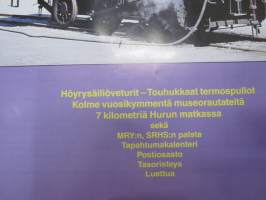 Höyrysäiliöveturit – Touhukkaat termospullot
Kolme vuosikymmentä museorautateitä
7 kilometriä Hurun matkassa
sekä
MRY:n, SRHS:n palsta
Tapahtumakalenteri
Postiosasto
Tasoristeys
Luettua